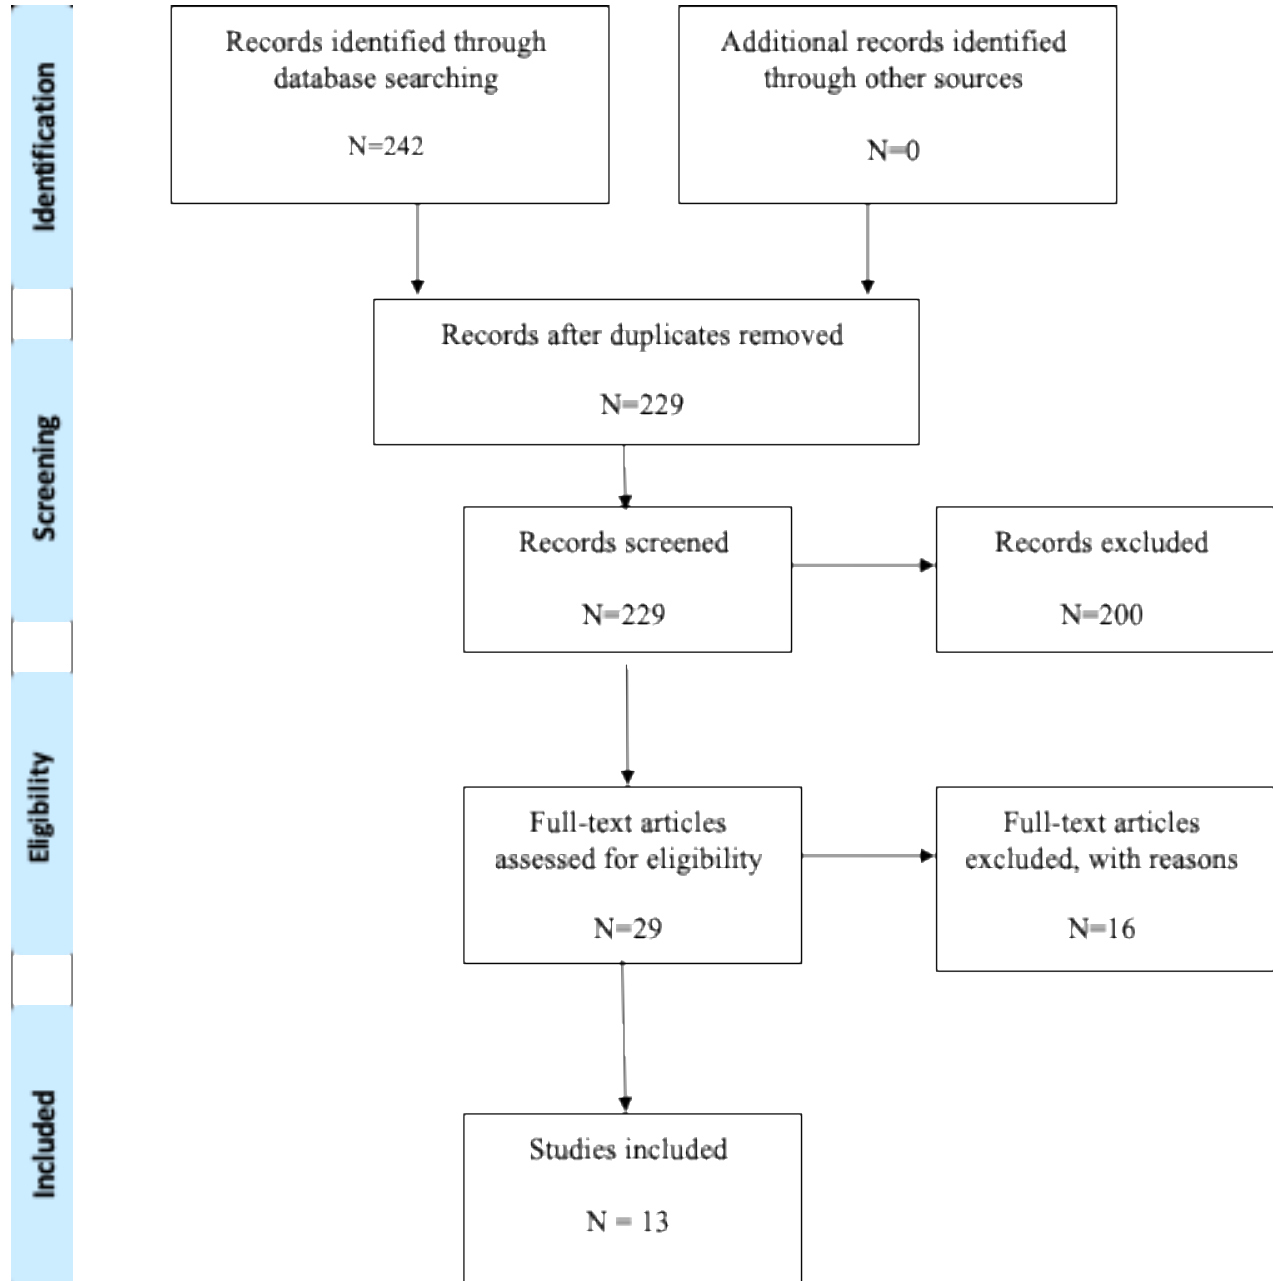 Identification
Records identified through
database searching
N=242
Additional records identified
through other sources
N=0
Records after duplicates removed
N=229
Screening
Records screened
N=229
Records excluded
N=200
Eligibility
Full-text articles
assessed for eligibility
N=29
Full-text articles
excluded, with reasons
N=16
Included
Studies included
N = 13